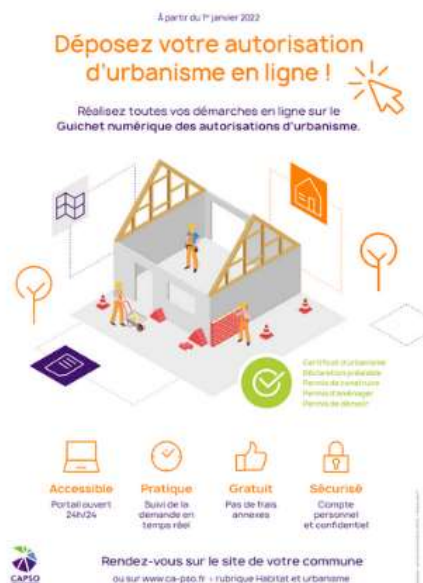 À partir du 1er janvier 2022
Déposez votre autorisation
d'urbanisme en ligne !
Réalisez toutes vos démarches en ligne sur le
Guichet numérique des autorisations d'urbanisme.
Certificat d'urbanisme
Déclaration préalable
Permis de construire
Permis d'aménager
Permis de démolir
Accessible
Portail ouvert
24h/24
Pratique
Suivi de la
demande en
temps réel
Gratuit
Pas de frais
annexes
Sécurisé
Compte
personnel
et confidentiel
CAPSO
Rendez-vous sur le site de votre commune
ou sur www.ca-pso.fr › rubrique Habitat et urbanisme